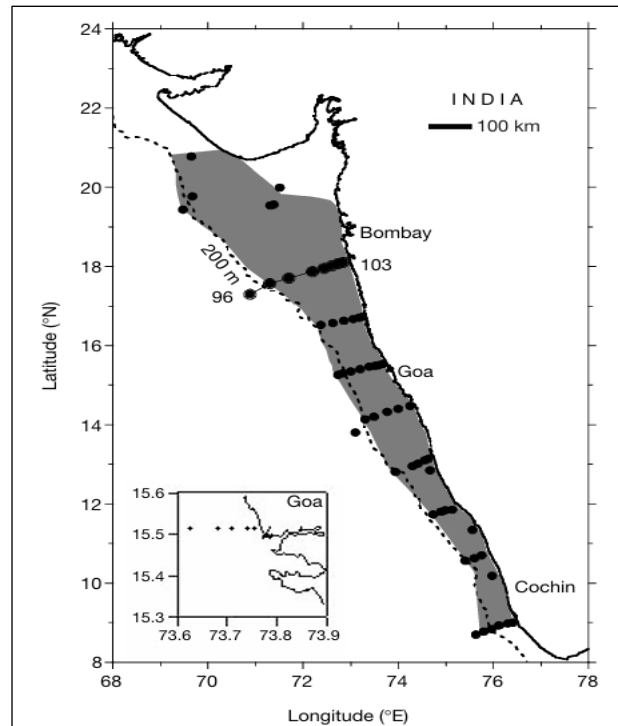 24
22
20
18
16
14
12
10
8
Latitude (°N)
INDIA
100 km
Bombay
200 m
103
96
Goa
Cochin
Goa
15.6
15.5
15.4
15.3
73.6 73.7 73.8 73.9
68 70 72 74 76 78
Longitude (°E)